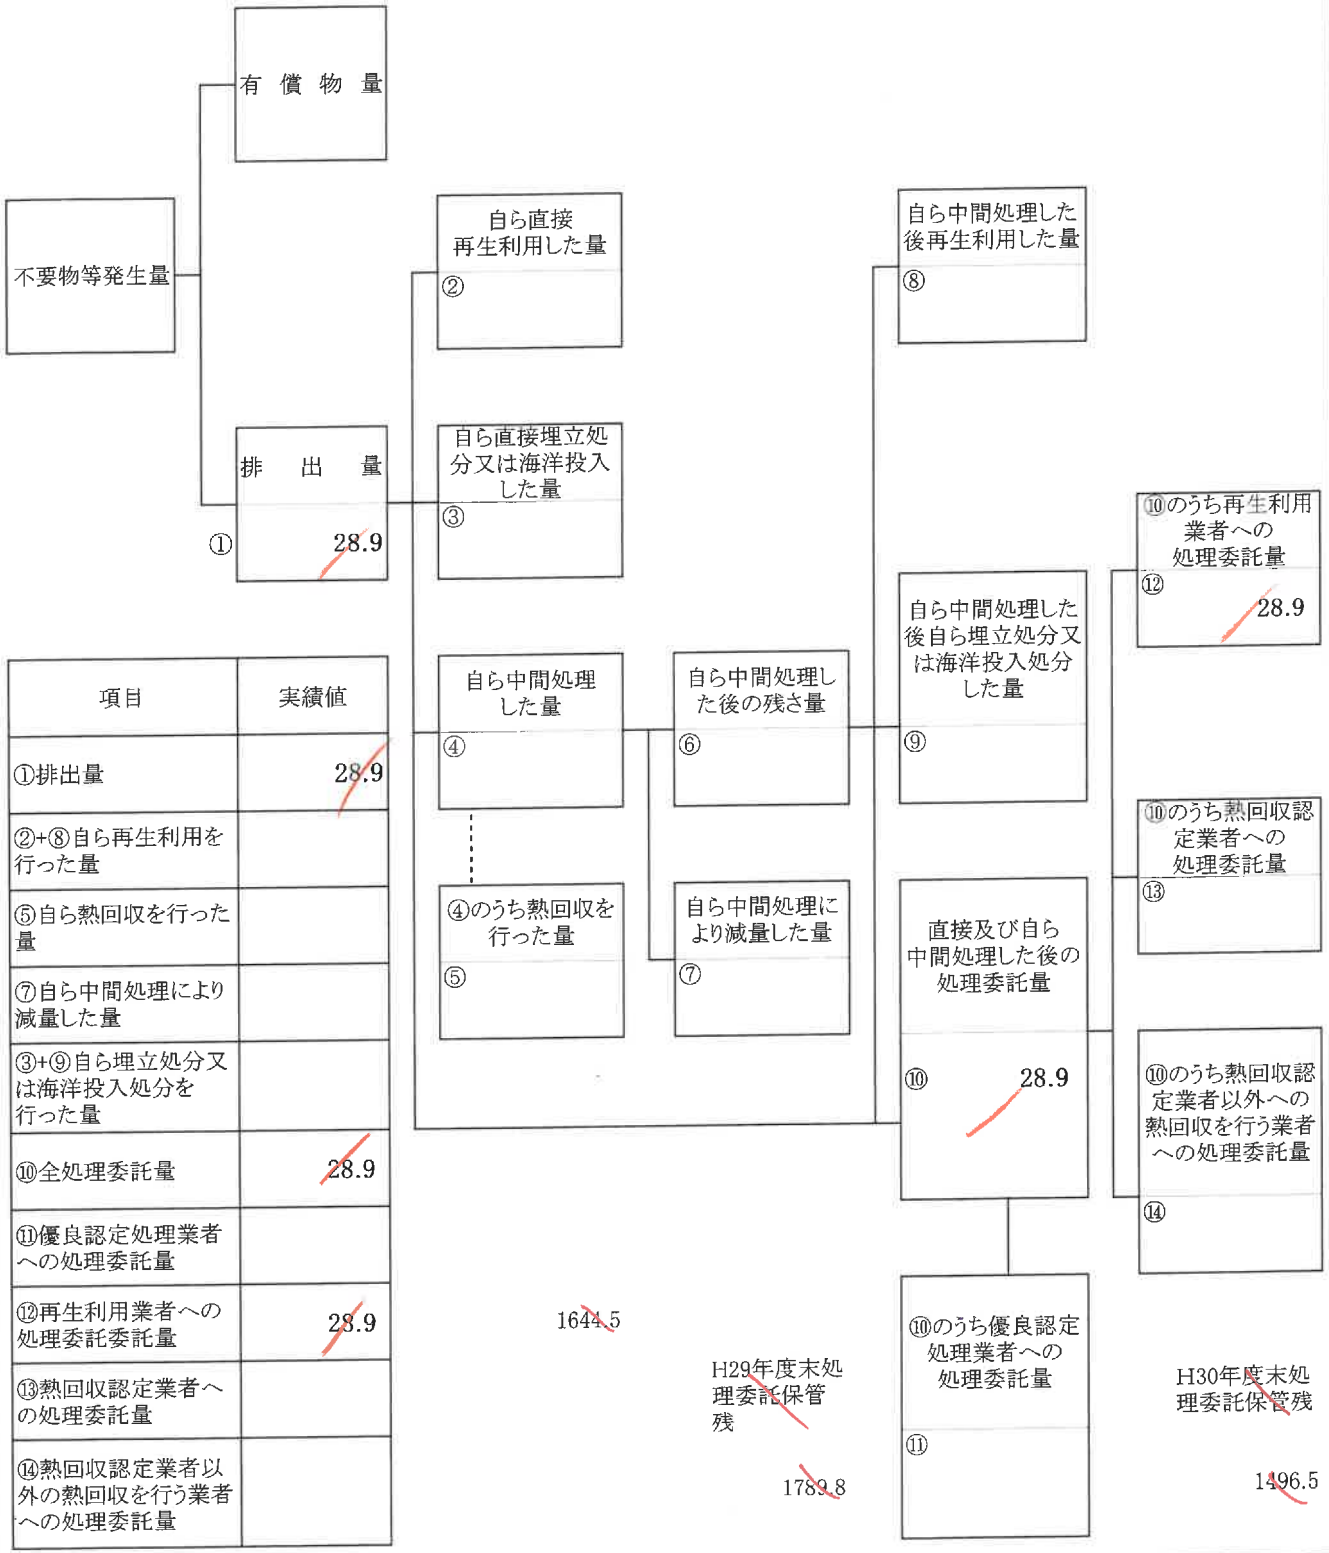 有償物量
不要物等発生量
排出量
①
28.9
自ら直接
再生利用した量
②
自ら直接埋立処
分又は海洋投入
した量
③
自ら中間処理
した量
④
④のうち熱回収を
行った量
⑤
自ら中間処理し
た後の残さ量
⑥
自ら中間処理に
より減量した量
⑦
自ら中間処理した
後再生利用した量
⑧
自ら中間処理した
後自ら埋立処分又
は海洋投入処分
した量
⑨
直接及び自ら
中間処理した後の
処理委託量
⑩
28.9
⑩のうち優良認定
処理業者への
処理委託量
⑪
⑩のうち再生利用
業者への
処理委託量
⑫
28.9
⑩のうち熱回収認
定業者への
処理委託量
⑬
⑩のうち熱回収認
定業者以外への
熱回収を行う業者
への処理委託量
⑭
項目
実績値
①排出量
28.9
②+⑧自ら再生利用を
行った量
⑤自ら熱回収を行った
量
⑦自ら中間処理により
減量した量
③+⑨自ら埋立処分又
は海洋投入処分を
行った量
⑩全処理委託量
28.9
⑪優良認定処理業者
への処理委託量
⑫再生利用業者への
処理委託委託量
28.9
⑬熱回収認定業者へ
の処理委託量
⑭熱回収認定業者以
外の熱回収を行う業者
への処理委託量
1644.5
H29年度末処
理委託保管
残
1789.8
H30年度末処
理委託保管残
1496.5